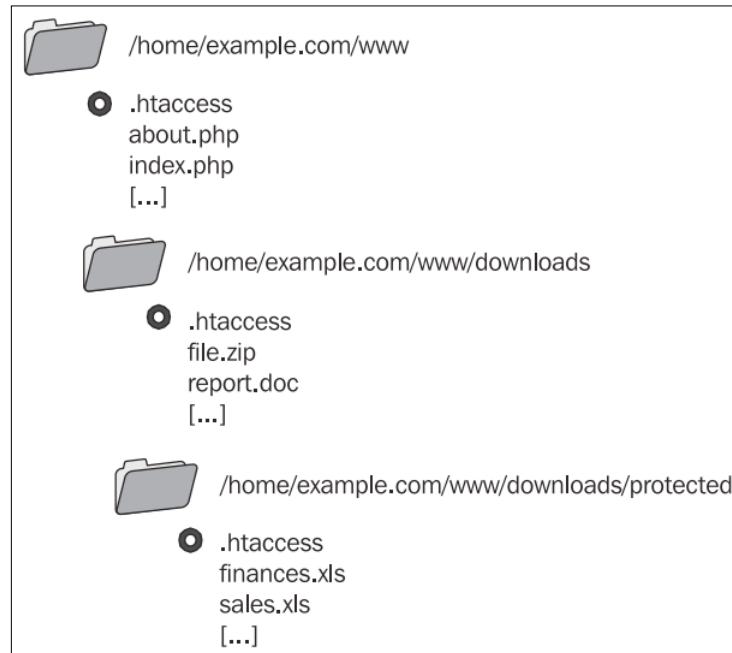 /home/example.com/www
.htaccess
about.php
index.php
[...]
/home/example.com/www/downloads
.htaccess
file.zip
report.doc
[...]
/home/example.com/www/downloads/protected
.htaccess
finances.xls
sales.xls
[...]